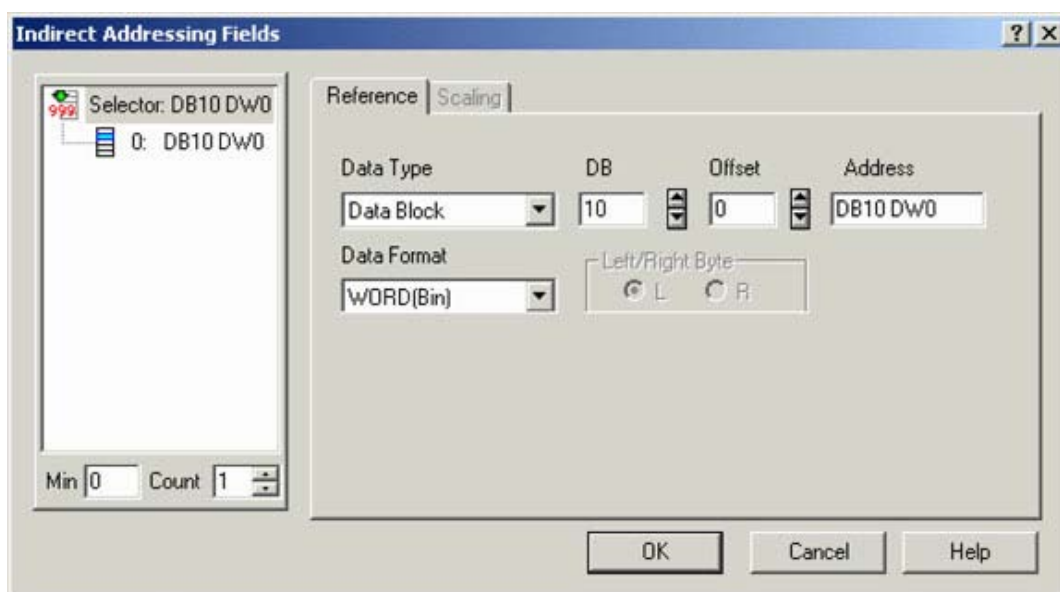 Indirect Addressing Fields
? X
999 Selector: DB10 DW0
0: DB10 DW0
Min 0 Count 1
Reference Scaling
Data Type DB Offset Address
Data Block 10 0 DB10 DW0
Data Format Left/Right Byte
WORD(Bin) L R
OK Cancel Help